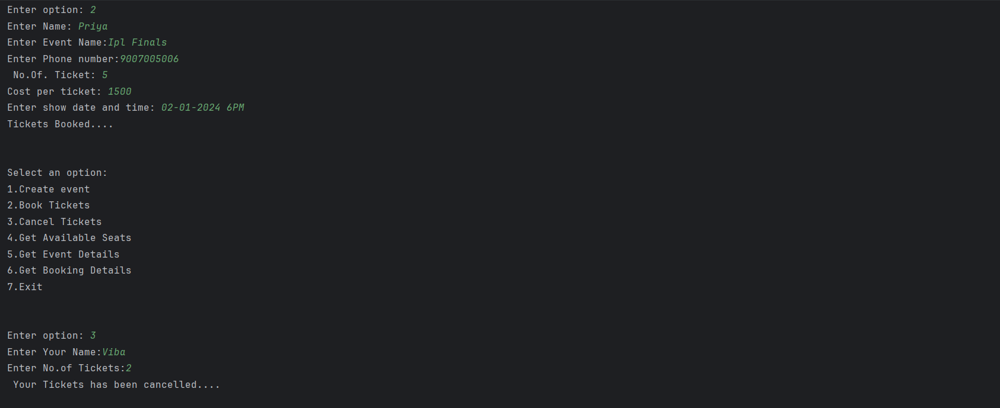 Enter option: 2
Enter Name: Priya
Enter Event Name:Ipl Finals
Enter Phone number:9007005006
No.Of. Ticket: 5
Cost per ticket: 1500
Enter show date and time: 02-01-2024 6PM
Tickets Booked....
Select an option:
1.Create event
2.Book Tickets
3.Cancel Tickets
4.Get Available Seats
5.Get Event Details
6.Get Booking Details
7.Exit
Enter option: 3
Enter Your Name:Viba
Enter No.of Tickets:2
Your Tickets has been cancelled....